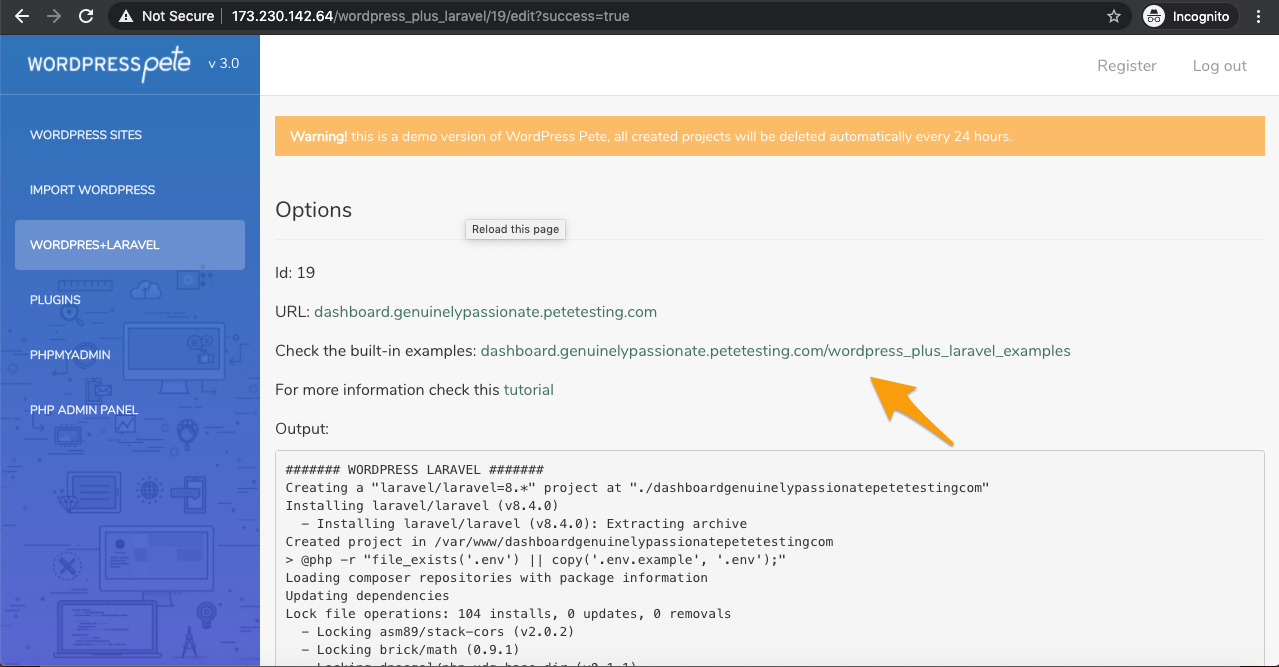 Not Secure 173.230.142.64/wordpress_plus_laravel/19/edit?success=true Incognito
WORDPRESS pete v 3.0
Register Log out
WORDPRESS SITES
IMPORT WORDPRESS
WORDPRES+LARAVEL
PLUGINS
PHPMYADMIN
PHP ADMIN PANEL
Warning! this is a demo version of WordPress Pete, all created projects will be deleted automatically every 24 hours.
Options
Reload this page
Id: 19
URL: dashboard.genuinelypassionate.petetesting.com
Check the built-in examples: dashboard.genuinelypassionate.petetesting.com/wordpress_plus_laravel_examples
For more information check this tutorial
Output:
####### WORDPRESS LARAVEL #######
Creating a "laravel/laravel=8.*" project at "./dashboardgenuinelypassionatepetetestingcom"
Installing laravel/laravel (v8.4.0)
- Installing laravel/laravel (v8.4.0): Extracting archive
Created project in /var/www/dashboardgenuinelypassionatepetetestingcom
> @php -r "file_exists('.env') || copy('.env.example', '.env');"
Loading composer repositories with package information
Updating dependencies
Lock file operations: 104 installs, 0 updates, 0 removals
- Locking asm89/stack-cors (v2.0.2)
- Locking brick/math (0.9.1)